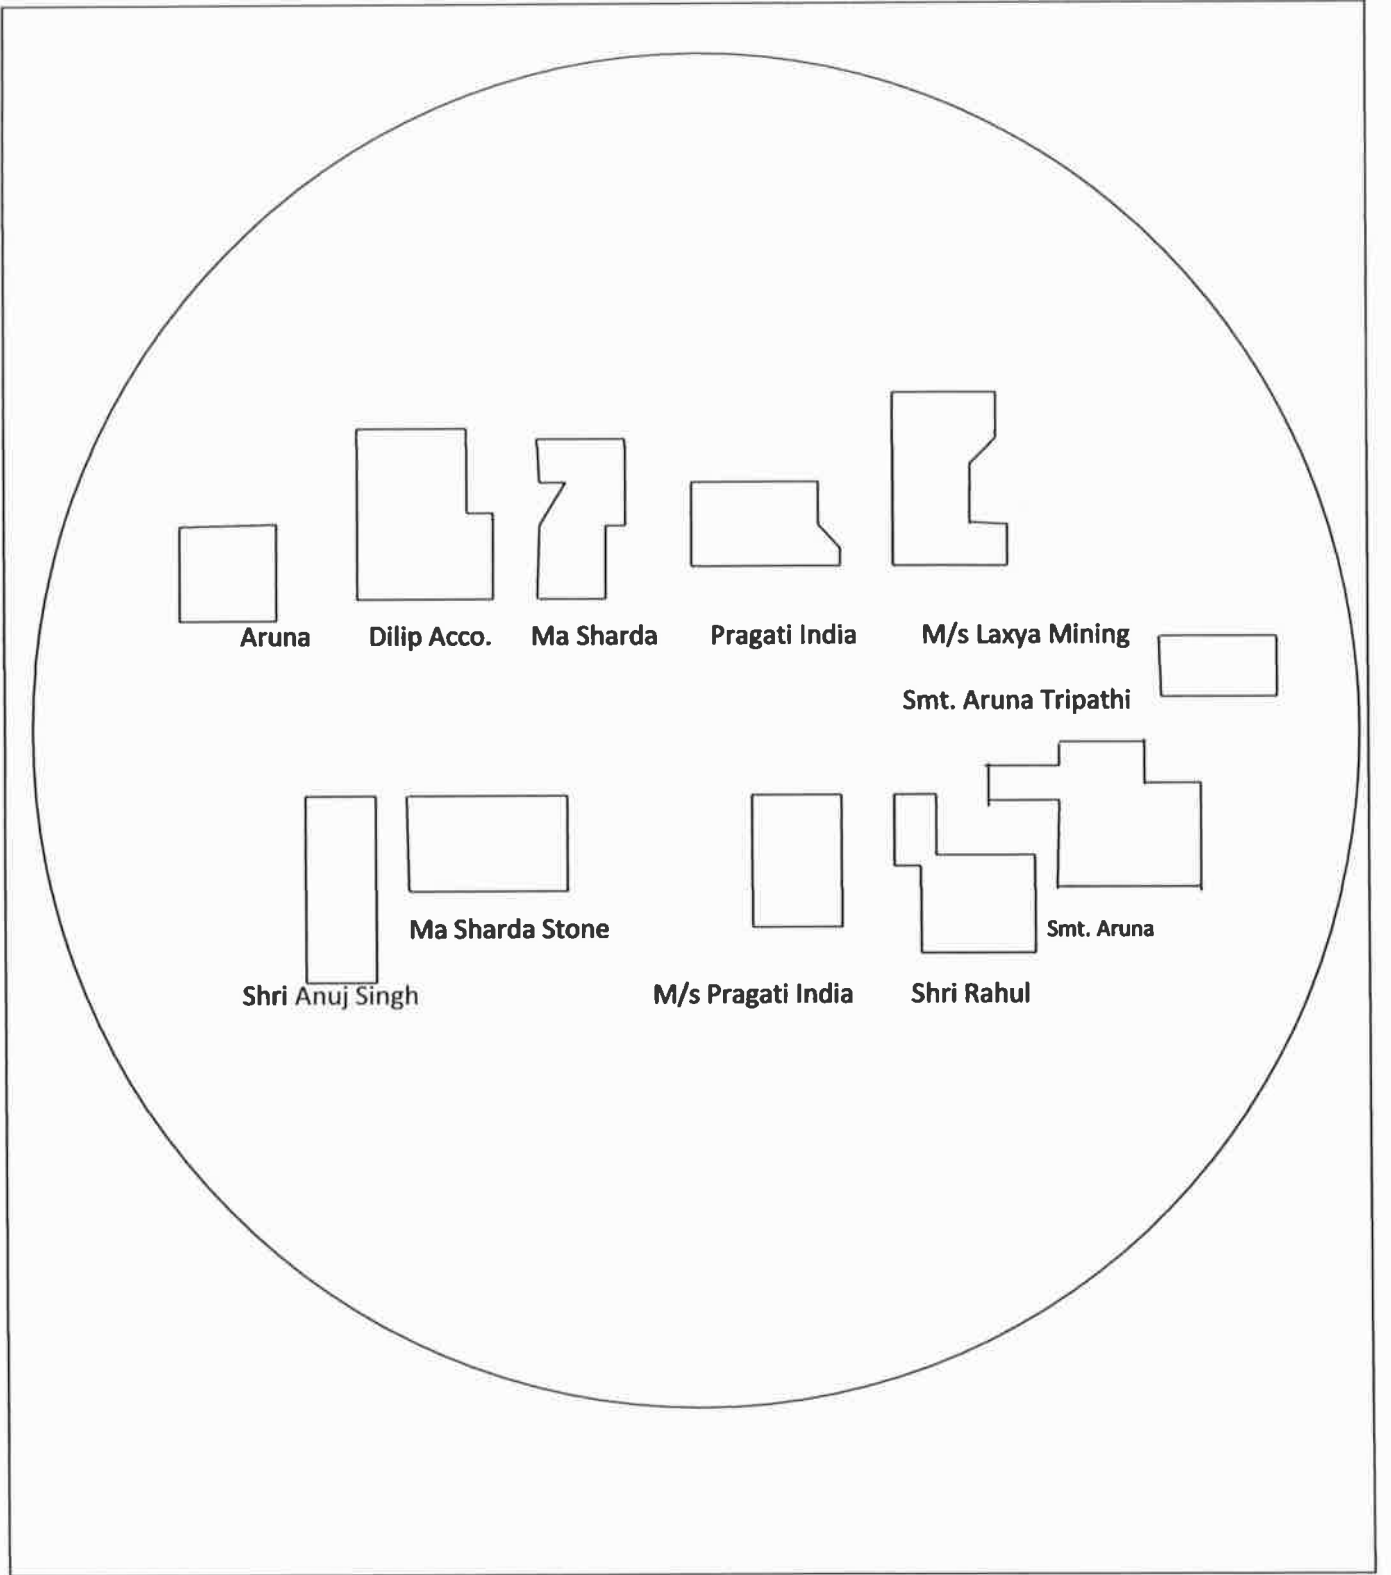 Aruna Dilip Acco. Ma Sharda Pragati India M/s Laxya Mining
Smt. Aruna Tripathi
Ma Sharda Stone Smt. Aruna
Shri Anuj Singh M/s Pragati India Shri Rahul